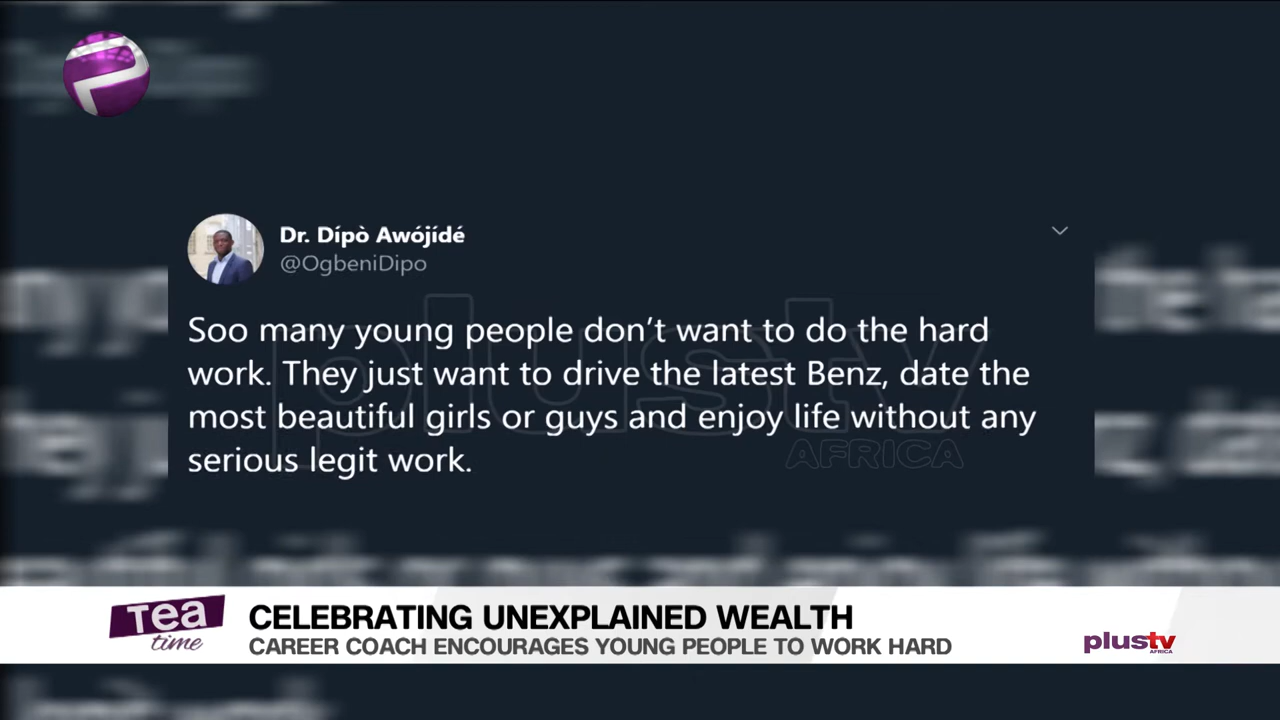 Dr. Dípò Awójídé
@OgbeniDipo
Soo many young people don’t want to do the hard
work. They just want to drive the latest Benz, date the
most beautiful girls or guys and enjoy life without any
serious legit work.
plustv
AFRICA
Tea
time
CELEBRATING UNEXPLAINED WEALTH
CAREER COACH ENCOURAGES YOUNG PEOPLE TO WORK HARD
plustv
AFRICA